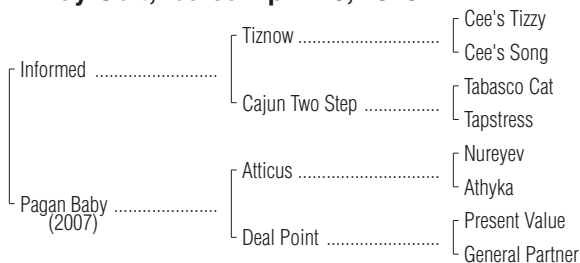 Cee's Tizzy
Tiznow
Cee's Song
Informed
Tabasco Cat
Cajun Two Step
Tapstress
Nureyev
Atticus
Athyka
Pagan Baby
(2007)
Present Value
Deal Point
General Partner